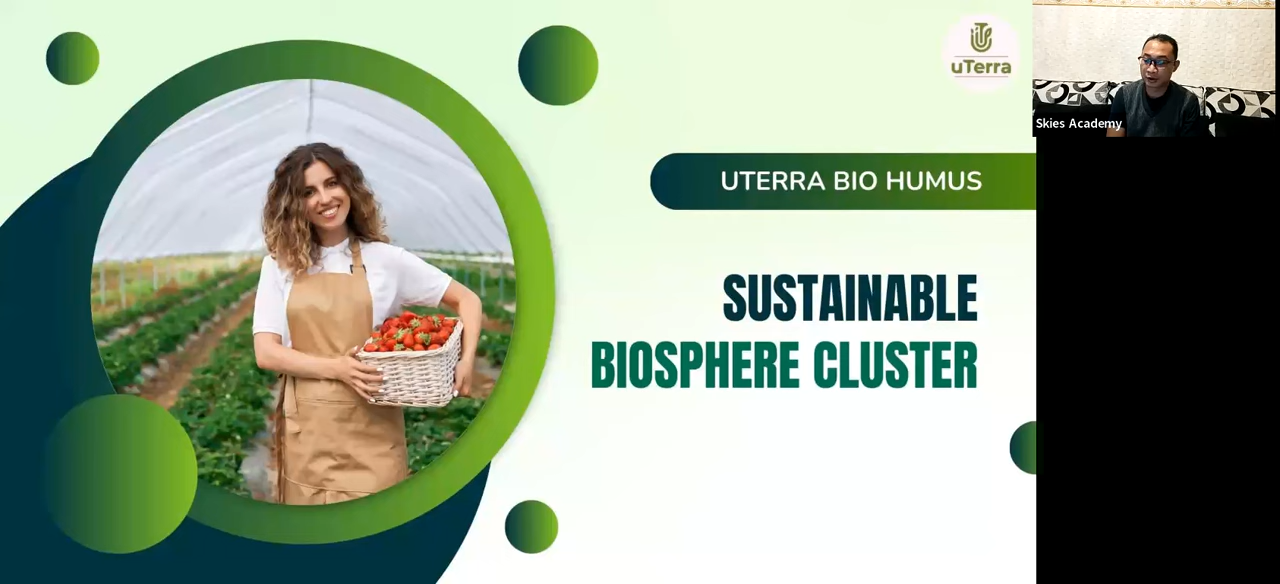 uTerra
Skies Academy
UTERRA BIO HUMUS
SUSTAINABLE
BIOSPHERE CLUSTER